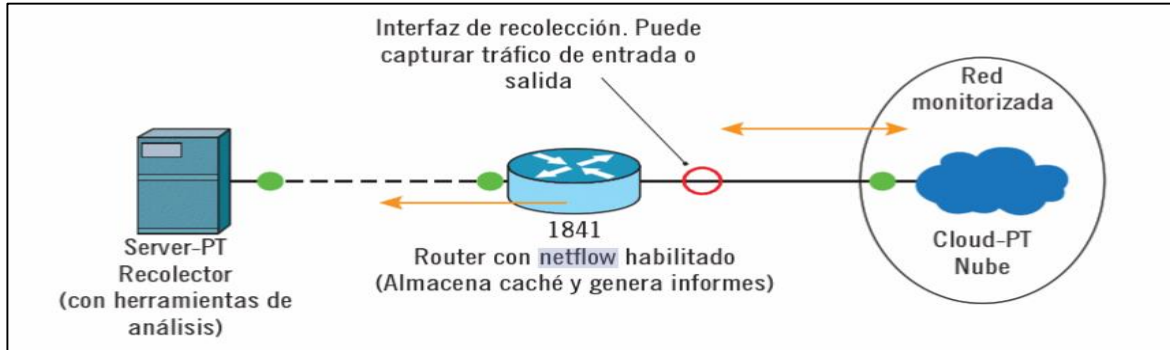 Interfaz de recolección. Puede
capturar tráfico de entrada o
salida
Red
monitorizada
Server-PT
Recolector
(con herramientas de
análisis)
1841
Router con netflow habilitado
(Almacena caché y genera informes)
Cloud-PT
Nube